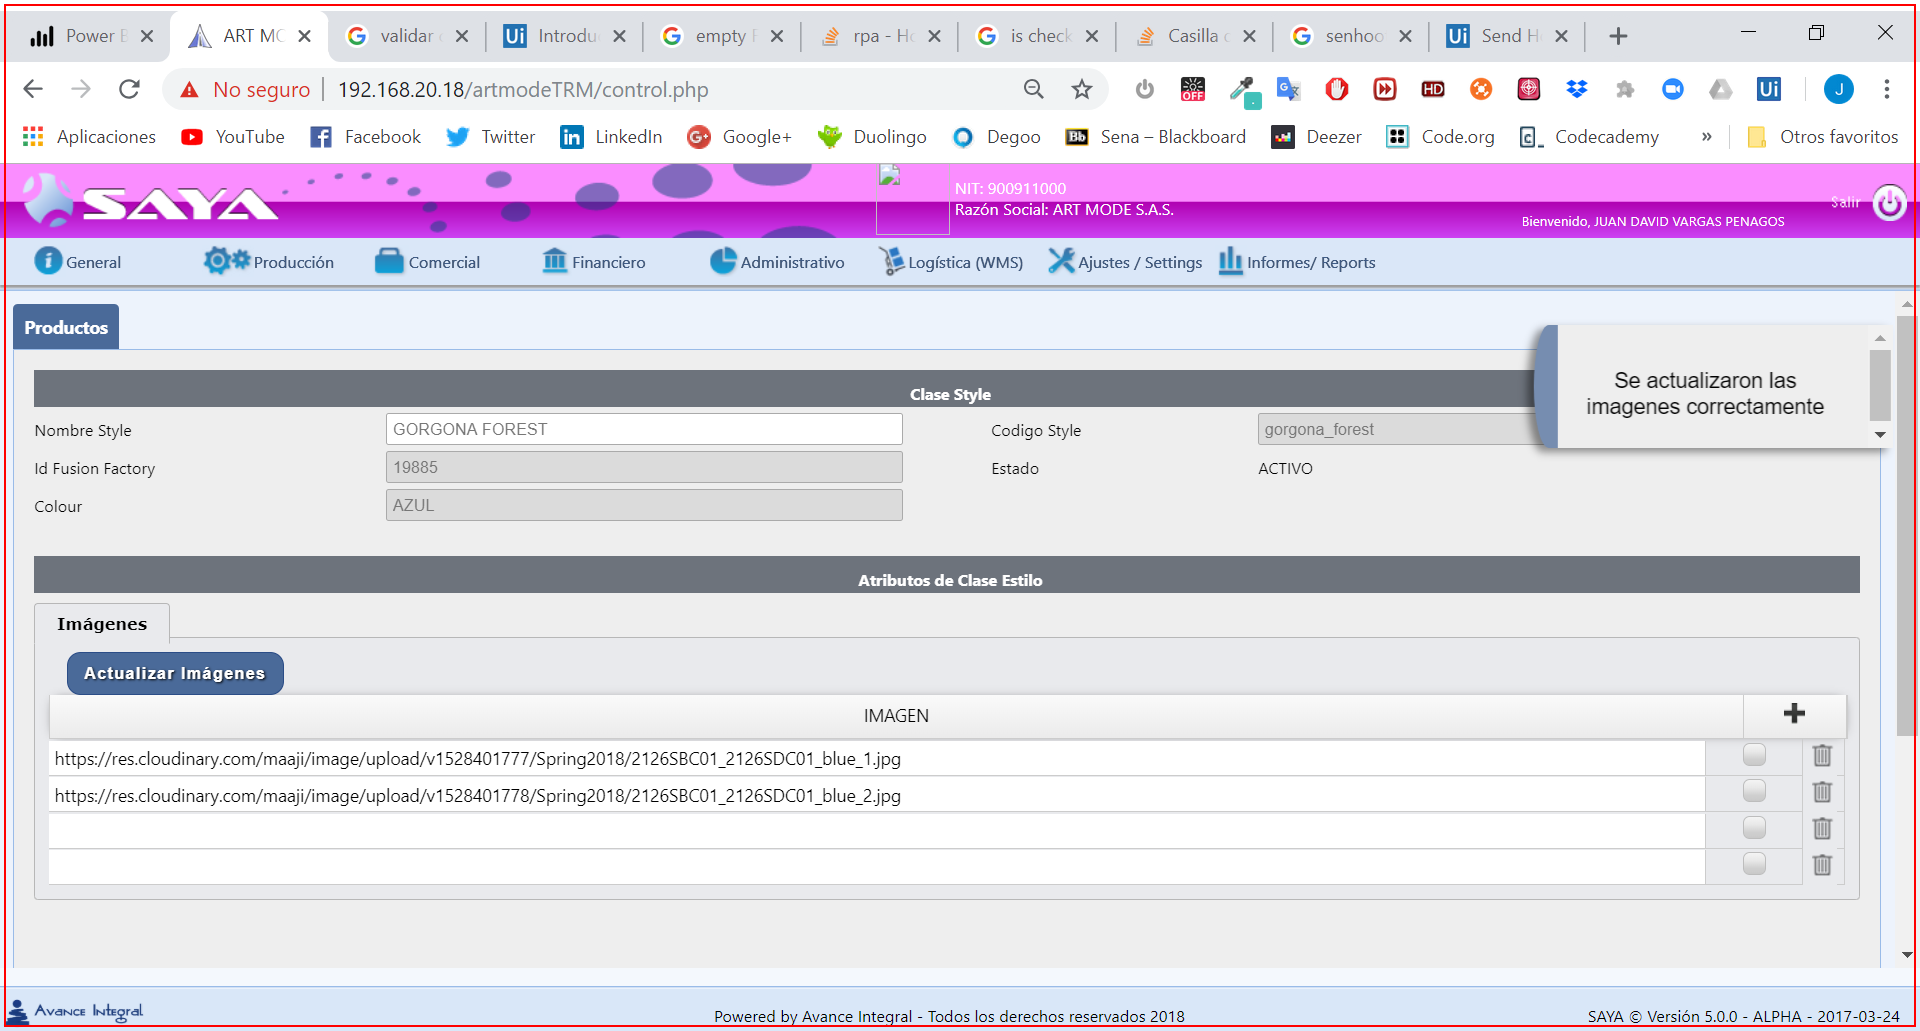 Power B
ART MO
validar
Introdu
empty
rpa - Ho
is check
Casilla
senhoo
Send H
No seguro
192.168.20.18/artmodeTRM/control.php
OFF
HD
Ui
J
Aplicaciones
YouTube
Facebook
Twitter
LinkedIn
Google+
Duolingo
Degoo
Sena – Blackboard
Deezer
Code.org
Codecademy
»
Otros favoritos
SAYA
NIT: 900911000
Razón Social: ART MODE S.A.S.
Salir
Bienvenido, JUAN DAVID VARGAS PENAGOS
General
Producción
Comercial
Financiero
Administrativo
Logística (WMS)
Ajustes / Settings
Informes/ Reports
Productos
Se actualizaron las
imagenes correctamente
Clase Style
Nombre Style
GORGONA FOREST
Codigo Style
gorgona_forest
Id Fusion Factory
19885
Estado
ACTIVO
Colour
AZUL
Atributos de Clase Estilo
Imágenes
Actualizar Imágenes
IMAGEN
https://res.cloudinary.com/maaji/image/upload/v1528401777/Spring2018/2126SBC01_2126SDC01_blue_1.jpg
https://res.cloudinary.com/maaji/image/upload/v1528401778/Spring2018/2126SBC01_2126SDC01_blue_2.jpg
Avance Integral
Powered by Avance Integral - Todos los derechos reservados 2018
SAYA © Versión 5.0.0 - ALPHA - 2017-03-24